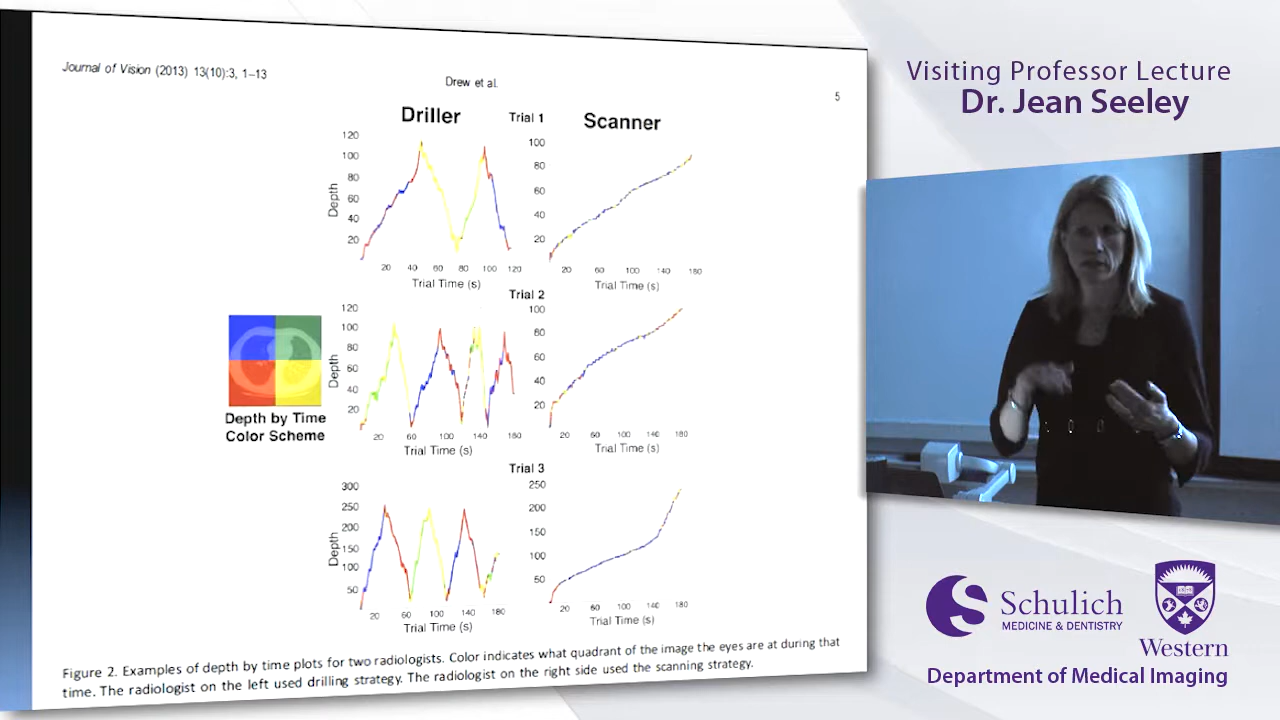 Journal of Vision (2013) 13(10):3, 1–13
Drew et al.
5
Driller
Trial 1
Scanner
120
100
80
60
40
20
Depth
20 40 60 80 100 120
Trial Time (s)
100
80
60
40
20
20 60 100 140 180
Trial Time (s)
Trial 2
120
100
80
60
40
20
Depth
20 60 100 140 180
Trial Time (s)
100
80
60
40
20
20 60 100 140 180
Trial Time (s)
Depth by Time
Color Scheme
Trial 3
300
250
200
150
100
50
Depth
20 60 100 140 180
Trial Time (s)
250
200
150
100
50
20 60 100 140 180
Trial Time (s)
Figure 2. Examples of depth by time plots for two radiologists. Color indicates what quadrant of the image the eyes are at during that
time. The radiologist on the left used drilling strategy. The radiologist on the right side used the scanning strategy.
Visiting Professor Lecture
Dr. Jean Seeley
Schulich
MEDICINE & DENTISTRY
Western
Department of Medical Imaging